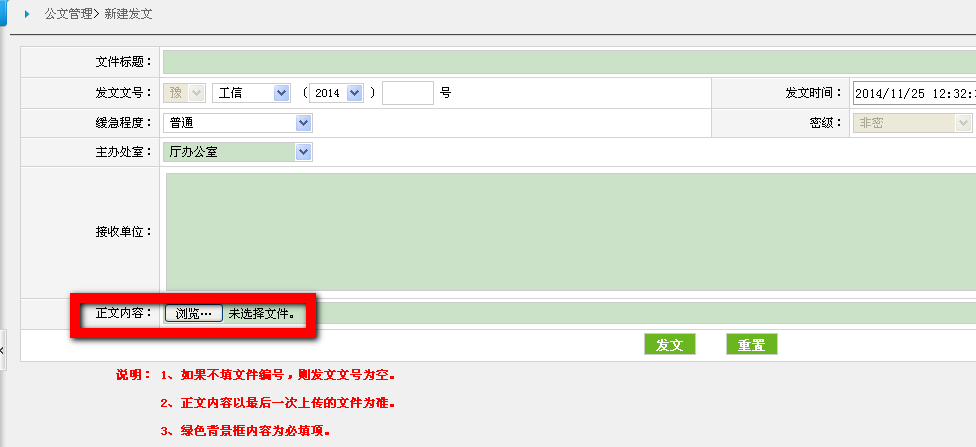 公文管理> 新建发文
文件标题：
发文文号： 豫 工信 （ 2014 ） 号 发文时间： 2014/11/25 12:32:
缓急程度： 普通 密级： 非密
主办处室： 厅办公室
接收单位：
正文内容： 浏览… 未选择文件。
发文 重置
说明： 1、如果不填文件编号，则发文文号为空。
2、正文内容以最后一次上传的文件为准。
3、绿色背景框内容为必填项。